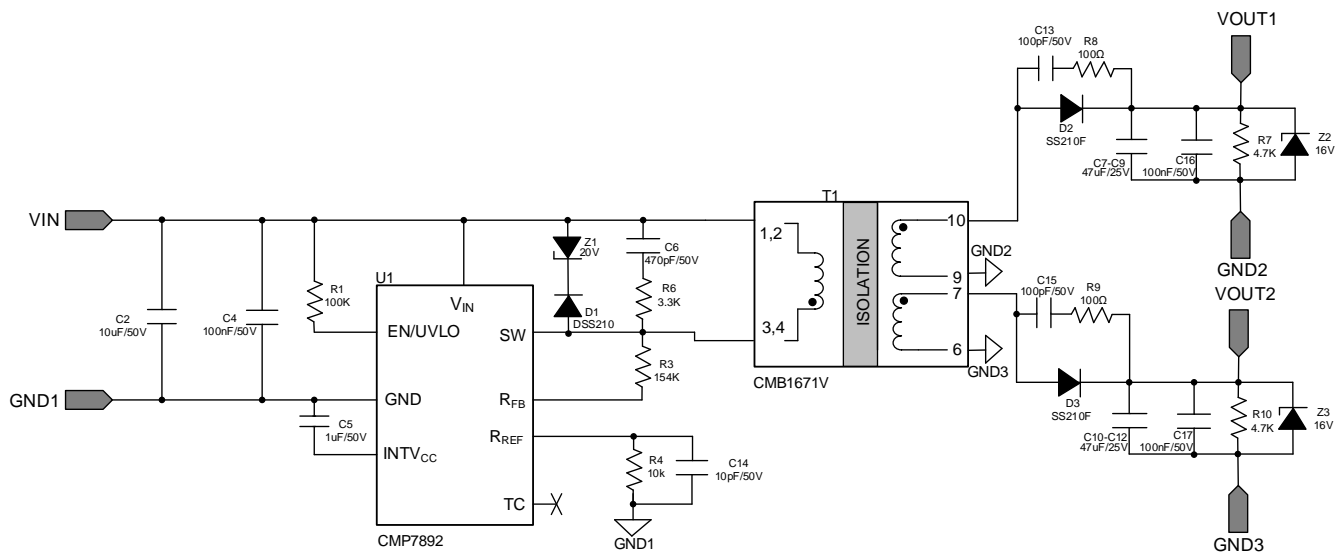 VOUT1
C13
100pF/50V
R8
100Ω
D2
SS210F
C7-C9
47uF/25V
C16
100nF/50V
R7
4.7K
Z2
16V
GND2
VIN
GND1
C2
10uF/50V
C4
100nF/50V
R1
100K
C5
1uF/50V
U1
VIN
EN/UVLO
SW
GND
RFB
INTVCC
RREF
TC
CMP7892
Z1
20V
D1
DSS210
C6
470pF/50V
R6
3.3K
R3
154K
R4
10k
C14
10pF/50V
GND1
T1
1,2
3,4
ISOLATION
10
9
7
6
GND2
GND3
CMB1671V
VOUT2
C15
100pF/50V
R9
100Ω
D3
SS210F
C10-C12
47uF/25V
C17
100nF/50V
R10
4.7K
Z3
16V
GND3